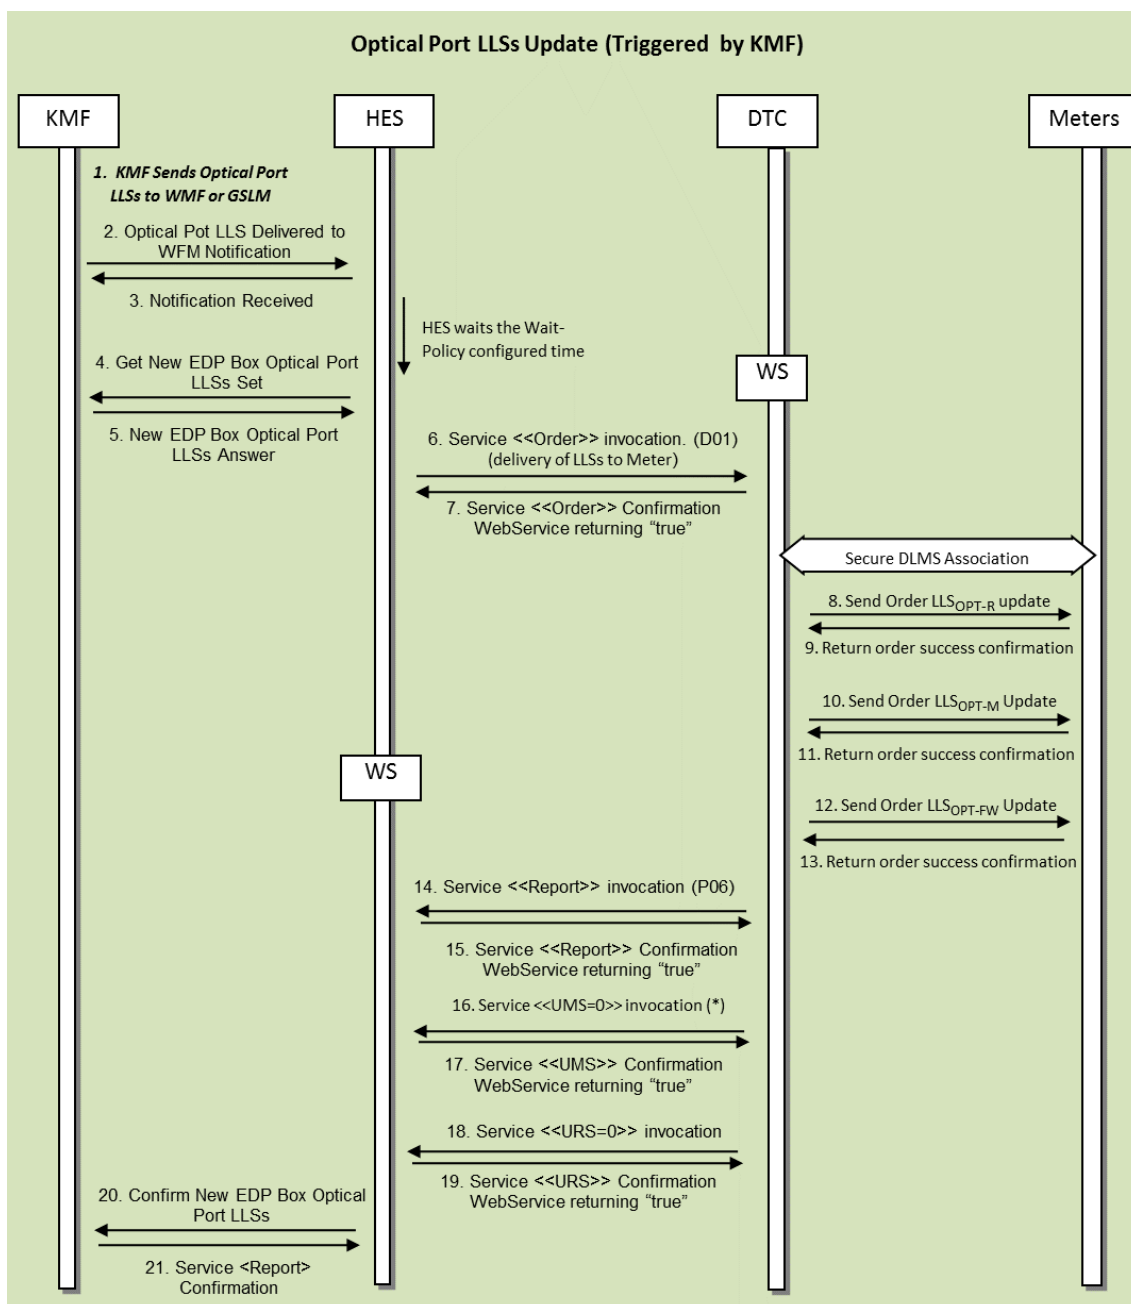 Optical Port LLSs Update (Triggered by KMF)
KMF
HES
DTC
Meters
1. KMF Sends Optical Port
LLSs to WMF or GSLM
2. Optical Pot LLS Delivered to
WFM Notification
3. Notification Received
HES waits the Wait-
Policy configured time
4. Get New EDP Box Optical Port
LLSs Set
WS
5. New EDP Box Optical Port
LLSs Answer
6. Service <<Order>> invocation. (D01)
(delivery of LLSs to Meter)
7. Service <<Order>> Confirmation
WebService returning “true”
Secure DLMS Association
8. Send Order LLSOPT-R update
9. Return order success confirmation
10. Send Order LLSOPT-M Update
11. Return order success confirmation
WS
12. Send Order LLSOPT-FW Update
13. Return order success confirmation
14. Service <<Report>> invocation (P06)
15. Service <<Report>> Confirmation
WebService returning “true”
16. Service <<UMS=0>> invocation (*)
17. Service <<UMS>> Confirmation
WebService returning “true”
18. Service <<URS=0>> invocation
19. Service <<URS>> Confirmation
WebService returning “true”
20. Confirm New EDP Box Optical
Port LLSs
21. Service <Report>
Confirmation